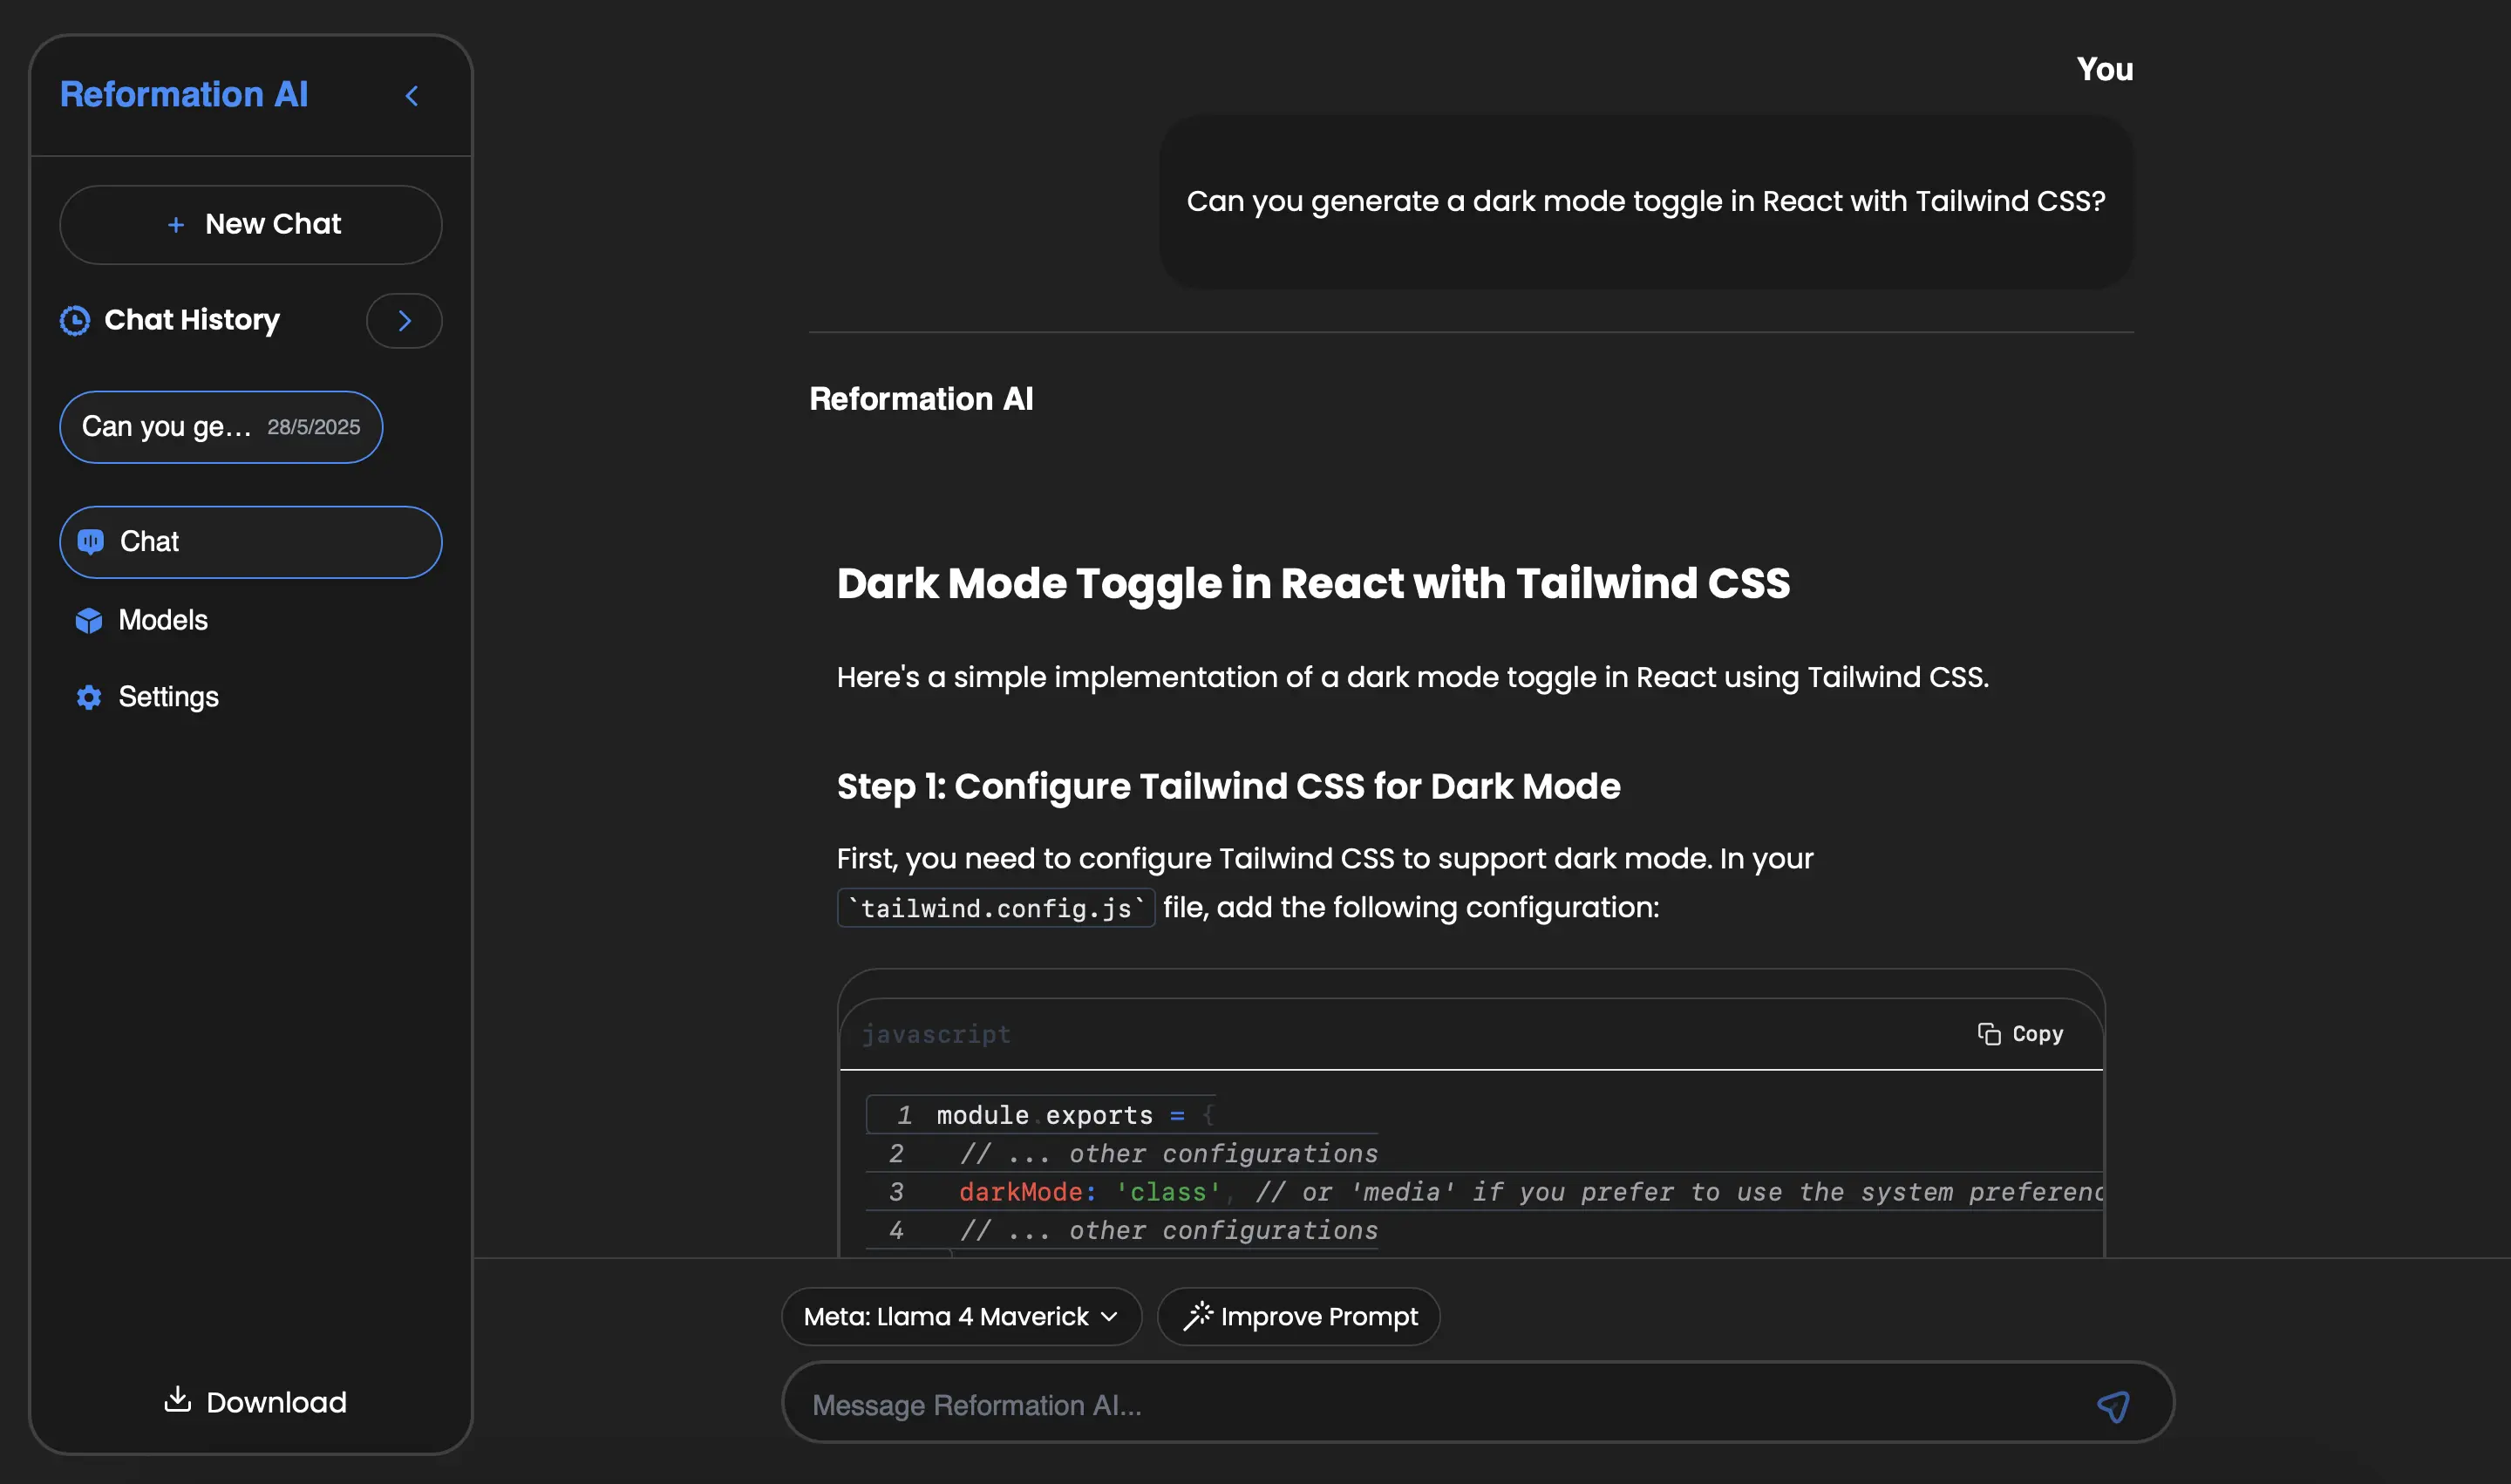 Reformation AI
New Chat
Chat History
Can you ge... 28/5/2025
Chat
Models
Settings
Download
You
Can you generate a dark mode toggle in React with Tailwind CSS?
Reformation AI
Dark Mode Toggle in React with Tailwind CSS
Here's a simple implementation of a dark mode toggle in React using Tailwind CSS.
Step 1: Configure Tailwind CSS for Dark Mode
First, you need to configure Tailwind CSS to support dark mode. In your
`tailwind.config.js` file, add the following configuration:
javascript
Copy
1 module.exports = {
2 // ... other configurations
3 darkMode: 'class', // or 'media' if you prefer to use the system preferenc
4 // ... other configurations
Meta: Llama 4 Maverick
Improve Prompt
Message Reformation AI...